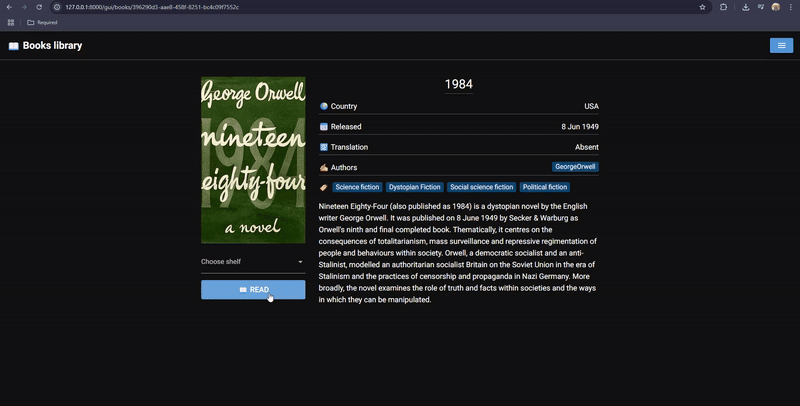 127.0.0.1:8000/gui/books/396290d3-aae8-458f-8251-bc4c09f7552c
Required
Books library
George Orwell
1984
nineteen
eighty-four
a novel
Choose shelf
READ
1984
Country USA
Released 8 Jun 1949
Translation Absent
Authors GeorgeOrwell
Science fiction Dystopian Fiction Social science fiction Political fiction
Nineteen Eighty-Four (also published as 1984) is a dystopian novel by the English
writer George Orwell. It was published on 8 June 1949 by Secker & Warburg as
Orwell's ninth and final completed book. Thematically, it centres on the
consequences of totalitarianism, mass surveillance and repressive regimentation of
people and behaviours within society. Orwell, a democratic socialist and an anti-
Stalinist, modelled an authoritarian socialist Britain on the Soviet Union in the era of
Stalinism and the practices of censorship and propaganda in Nazi Germany. More
broadly, the novel examines the role of truth and facts within societies and the ways
in which they can be manipulated.